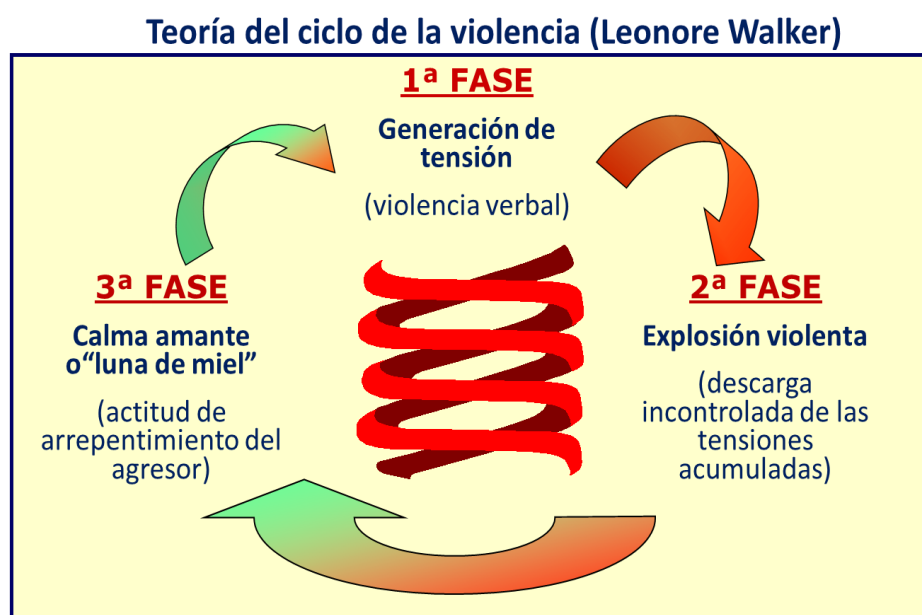 Teoría del ciclo de la violencia (Leonore Walker)
1ª FASE
Generación de
tensión
(violencia verbal)
2ª FASE
Explosión violenta
(descarga
incontrolada de las
tensiones
acumuladas)
3ª FASE
Calma amante
o“luna de miel”
(actitud de
arrepentimiento del
agresor)